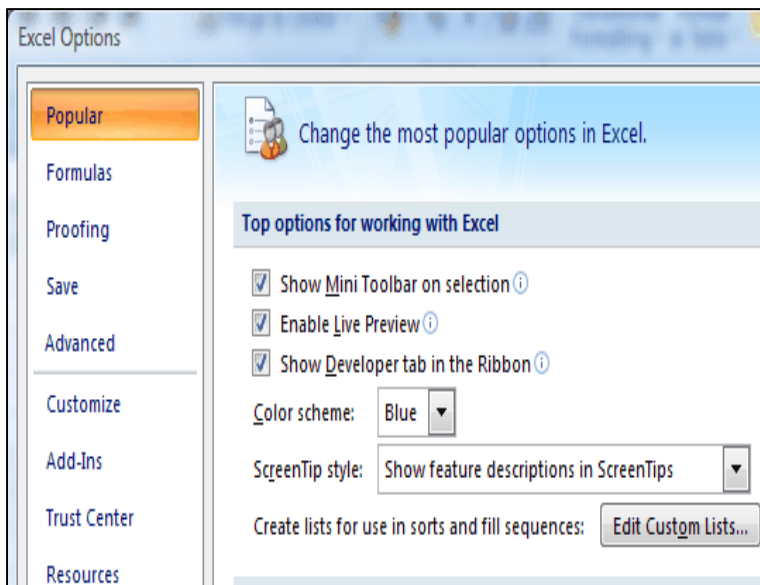 Excel Options
Popular
Formulas
Proofing
Save
Advanced
Customize
Add-Ins
Trust Center
Resources
Change the most popular options in Excel.
Top options for working with Excel
Show Mini Toolbar on selection
Enable Live Preview
Show Developer tab in the Ribbon
Color scheme: Blue
ScreenTip style: Show feature descriptions in ScreenTips
Create lists for use in sorts and fill sequences: Edit Custom Lists...